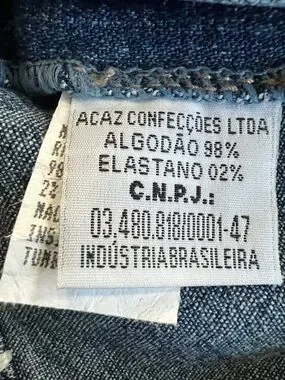 ACAZ CONFECÇÕES LTDA
ALGODÃO 98%
ELASTANO 02%
C.N.P.J.:
03.480.818/0001-47
INDÚSTRIA BRASILEIRA